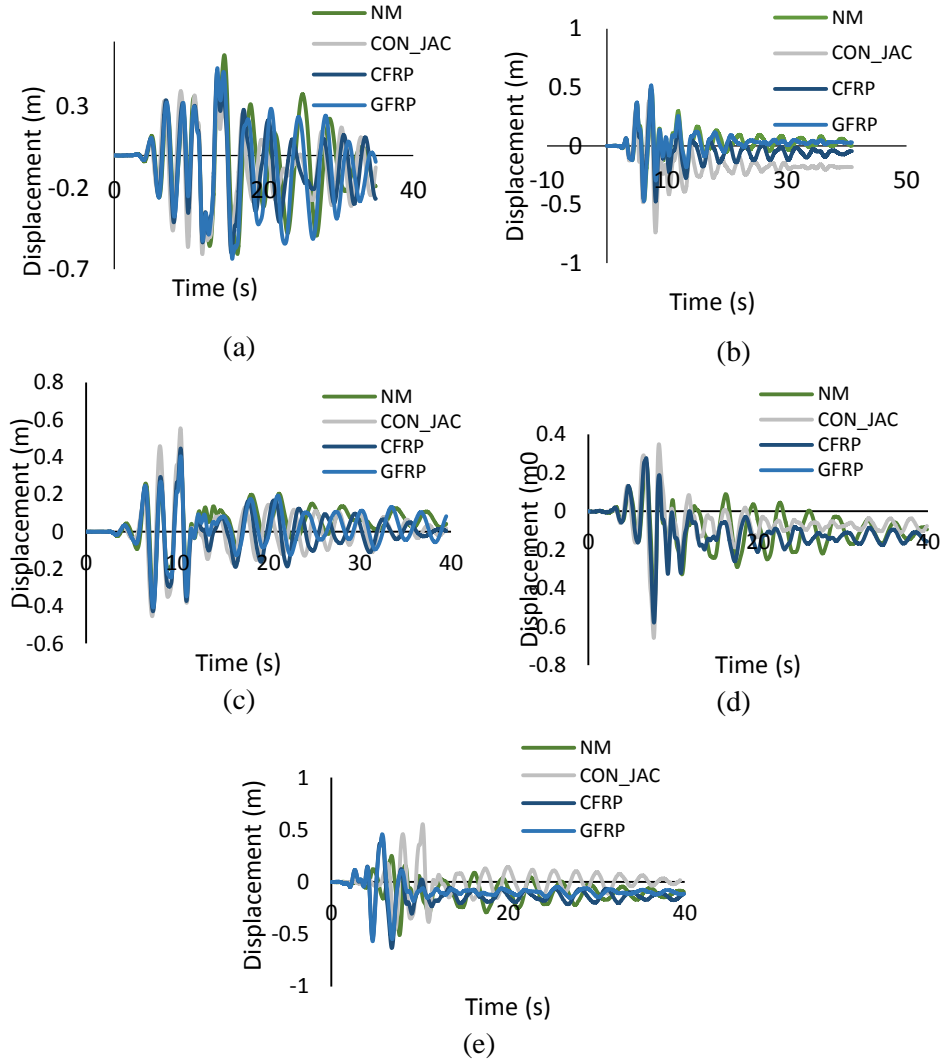 NM
CON_JAC
CFRP
GFRP
Displacement (m)
0.3
-0.2
-0.7
0
20
40
Time (s)
(a)
NM
CON_JAC
CFRP
GFRP
Displacement (m)
1
0.5
0
-0.5
-1
-10
10
30
50
Time (s)
(b)
NM
CON_JAC
CFRP
GFRP
Displacement (m)
0.8
0.6
0.4
0.2
0
-0.2
-0.4
-0.6
0
10
20
30
40
Time (s)
(c)
NM
CON_JAC
CFRP
GFRP
Displacement (m0
0.4
0.2
0
-0.2
-0.4
-0.6
-0.8
0
20
40
Time (s)
(d)
NM
CON_JAC
CFRP
GFRP
Displacement (m)
1
0.5
0
-0.5
-1
0
20
40
Time (s)
(e)